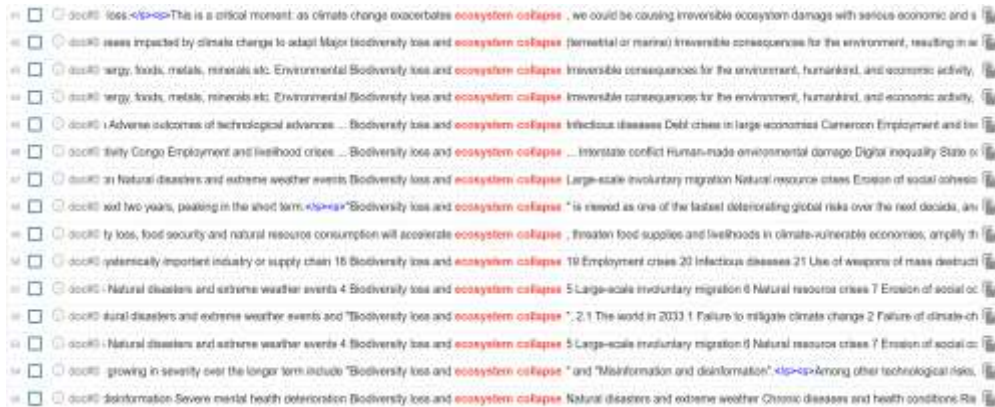 loss.</s><s>This is a critical moment: as climate change exacerbates ecosystem collapse , we could be causing irreversible ecosystem damage with serious economic and s
doc#0 eases impacted by climate change to adapt Major biodiversity loss and ecosystem collapse (terrestrial or marine) Irreversible consequences for the environment, resulting in se
doc#0 nergy, foods, metals, minerals etc. Environmental Biodiversity loss and ecosystem collapse Irreversible consequences for the environment, humankind, and economic activity,
doc#0 nergy, foods, metals, minerals etc. Environmental Biodiversity loss and ecosystem collapse Irreversible consequences for the environment, humankind, and economic activity,
doc#0 Adverse outcomes of technological advances ... Biodiversity loss and ecosystem collapse Infectious diseases Debt crises in large economies Cameroon Employment and live
doc#0 tivity Congo Employment and livelihood crises ... Biodiversity loss and ecosystem collapse ... Interstate conflict Human-made environmental damage Digital inequality State co
doc#0 on Natural disasters and extreme weather events Biodiversity loss and ecosystem collapse Large-scale involuntary migration Natural resource crises Erosion of social cohesio
doc#0 next two years, peaking in the short term.</s><s>"Biodiversity loss and ecosystem collapse " is viewed as one of the fastest deteriorating global risks over the next decade, and
doc#0 ty loss, food security and natural resource consumption will accelerate ecosystem collapse , threaten food supplies and livelihoods in climate-vulnerable economies, amplify th
doc#0 ystemically important industry or supply chain 18 Biodiversity loss and ecosystem collapse 19 Employment crises 20 Infectious diseases 21 Use of weapons of mass destructi
doc#0 Natural disasters and extreme weather events 4 Biodiversity loss and ecosystem collapse 5 Large-scale involuntary migration 6 Natural resource crises 7 Erosion of social co
doc#0 atural disasters and extreme weather events and "Biodiversity loss and ecosystem collapse ", 2.1 The world in 2033 1 Failure to mitigate climate change 2 Failure of climate-ch
doc#0 Natural disasters and extreme weather events 4 Biodiversity loss and ecosystem collapse 5 Large-scale involuntary migration 6 Natural resource crises 7 Erosion of social co
doc#0 growing in severity over the longer term include "Biodiversity loss and ecosystem collapse " and "Misinformation and disinformation".</s><s>Among other technological risks,
doc#0 disinformation Severe mental health deterioration Biodiversity loss and ecosystem collapse Natural disasters and extreme weather Chronic diseases and health conditions Ris